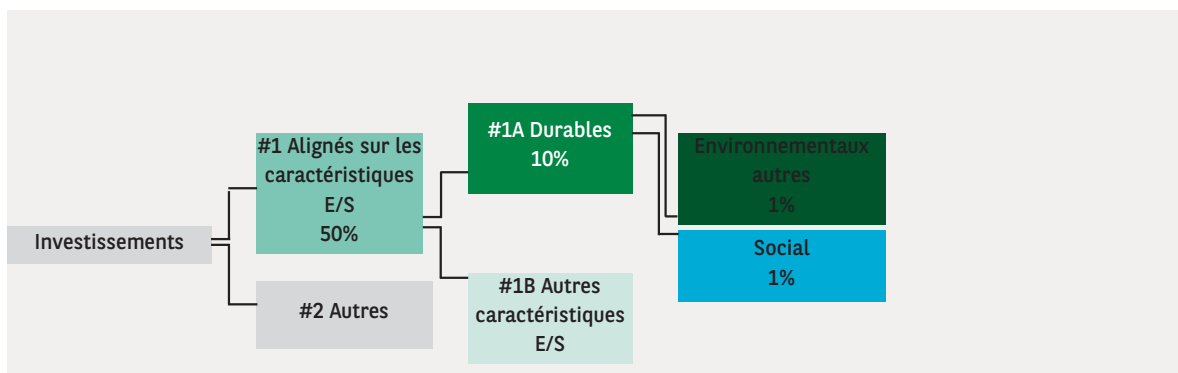 Investissements
#1 Alignés sur les
caractéristiques
E/S
50%
#2 Autres
#1A Durables
10%
#1B Autres
caractéristiques
E/S
Environnementaux
autres
1%
Social
1%